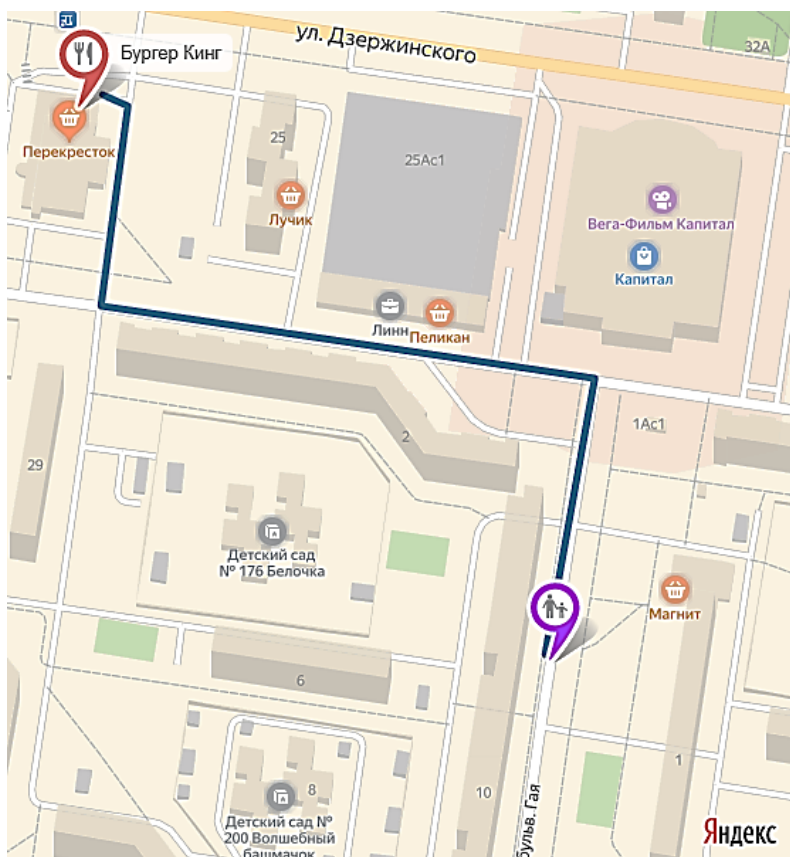 ул. Дзержинского
32А
Бургер Кинг
Перекресток
25
25Ас1
Лучик
Вега-Фильм Капитал
Капитал
Линн
Пеликан
2
1Ас1
29
Детский сад
№ 176 Белочка
Магнит
6
1
8
10
Детский сад №
200 Волшебный
башмачок
бульв. Гая
Яндекс